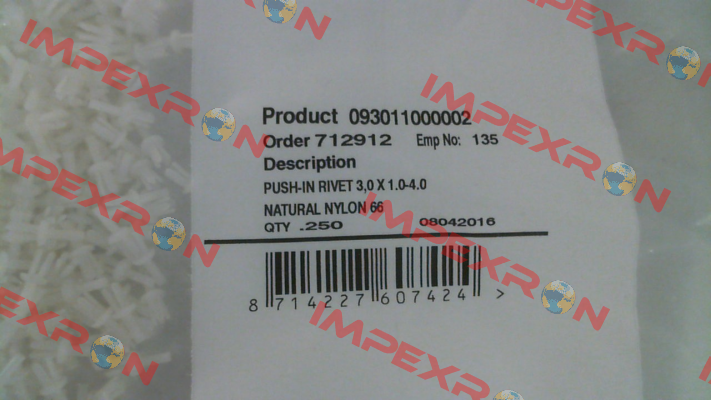 IMPEXRON
IMPEXRON
IMPEXRON
IMPEXRON
Product 093011000002
Order 712912 Emp No: 135
Description
PUSH-IN RIVET 3,0 X 1.0-4.0
NATURAL NYLON 66
QTY .250 08042016
8 714227 607424 >
IMPEXRON
IMPEXRON
IMPEXRON